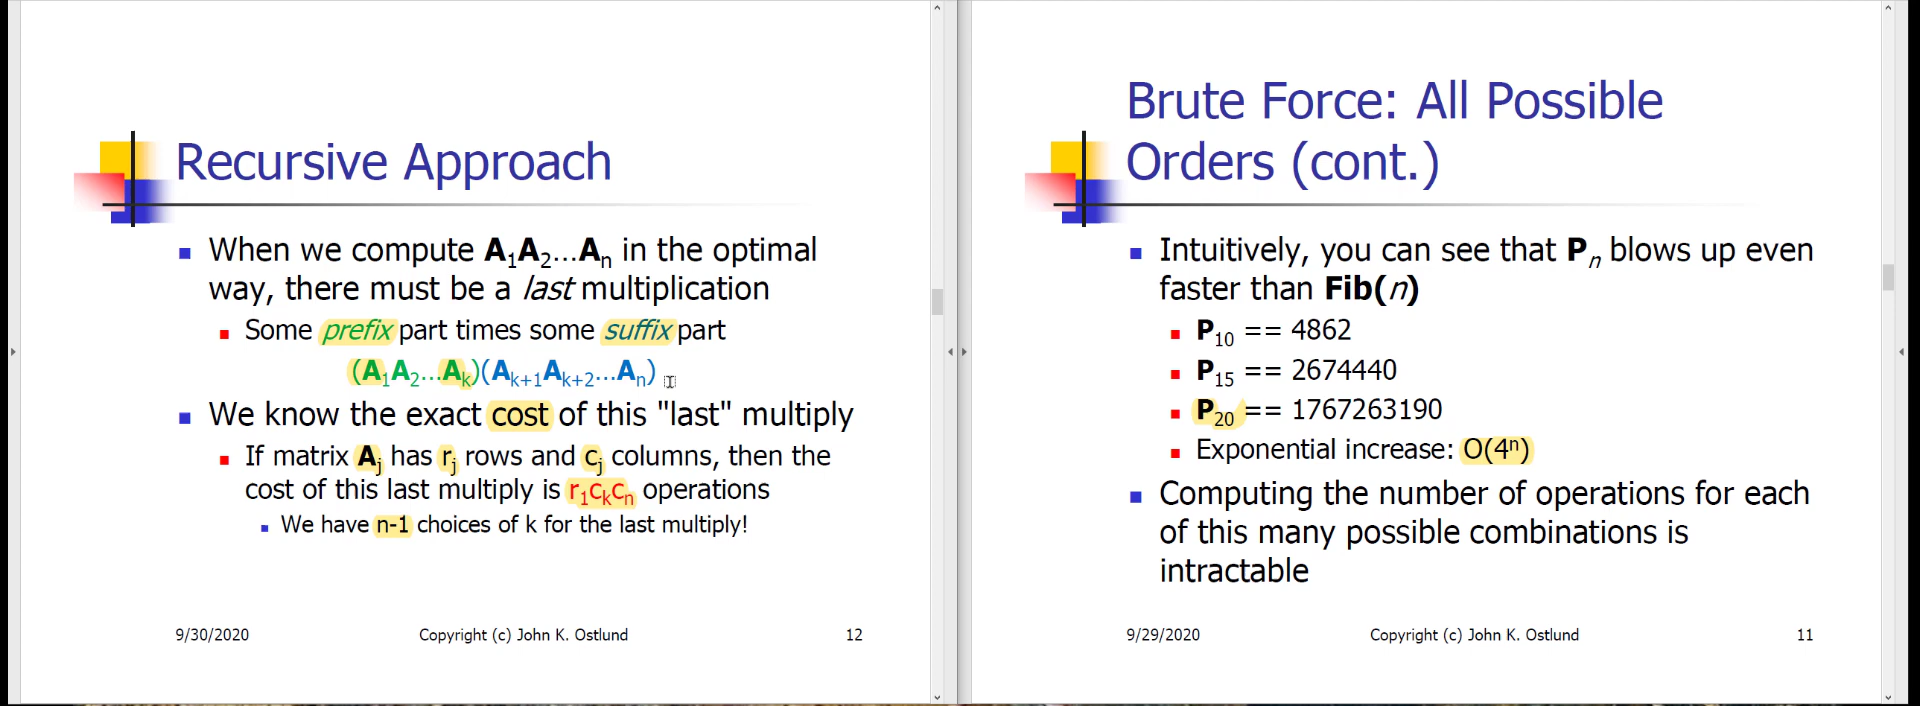 Recursive Approach
When we compute A1A2...An in the optimal
way, there must be a last multiplication
Some prefix part times some suffix part
(A1A2...Ak)(Ak+1Ak+2...An)
We know the exact cost of this "last" multiply
If matrix Aj has rj rows and cj columns, then the
cost of this last multiply is r1ckcn operations
We have n-1 choices of k for the last multiply!
9/30/2020 Copyright (c) John K. Ostlund 12
Brute Force: All Possible
Orders (cont.)
Intuitively, you can see that Pn blows up even
faster than Fib(n)
P10 == 4862
P15 == 2674440
P20 == 1767263190
Exponential increase: O(4ⁿ)
Computing the number of operations for each
of this many possible combinations is
intractable
9/29/2020 Copyright (c) John K. Ostlund 11